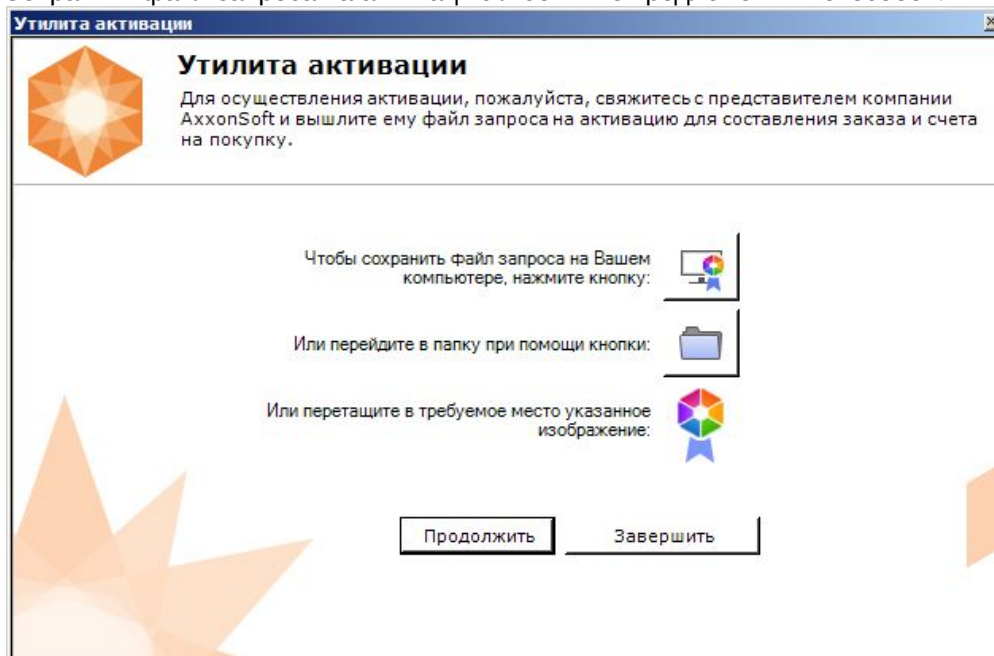 Утилита активации
Утилита активации
Для осуществления активации, пожалуйста, свяжитесь с представителем компании
AxxonSoft и вышлите ему файл запроса на активацию для составления заказа и счета
на покупку.
Чтобы сохранить файл запроса на Вашем
компьютере, нажмите кнопку:
Или перейдите в папку при помощи кнопки:
Или перетащите в требуемое место указанное
изображение:
Продолжить
Завершить